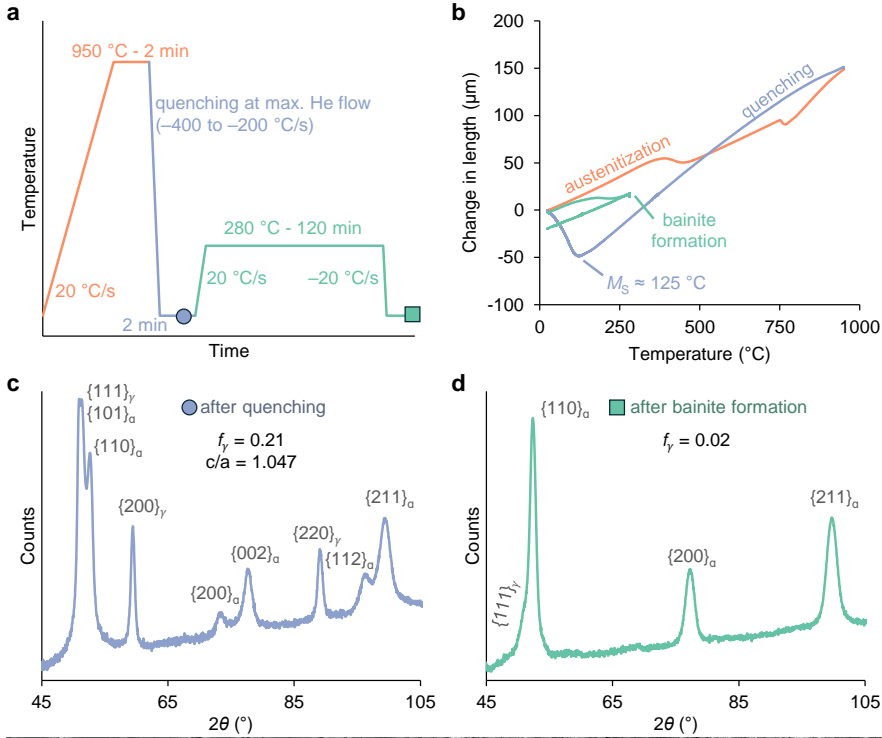 a
950 °C - 2 min
quenching at max. He flow
(–400 to –200 °C/s)
280 °C - 120 min
20 °C/s
20 °C/s
–20 °C/s
2 min
Temperature
Time
b
200
150
100
50
0
-50
-100
Change in length (µm)
quenching
austenitization
bainite
formation
Mₛ ≈ 125 °C
0
250
500
750
1000
Temperature (°C)
c
{111}ᵧ
{101}α
{110}α
after quenching
fᵧ = 0.21
c/a = 1.047
{200}ᵧ
{200}α
{002}α
{220}ᵧ
{112}α
{211}α
Counts
45
65
85
105
2θ (°)
d
{110}α
after bainite formation
fᵧ = 0.02
{111}ᵧ
{200}α
{211}α
Counts
45
65
85
105
2θ (°)